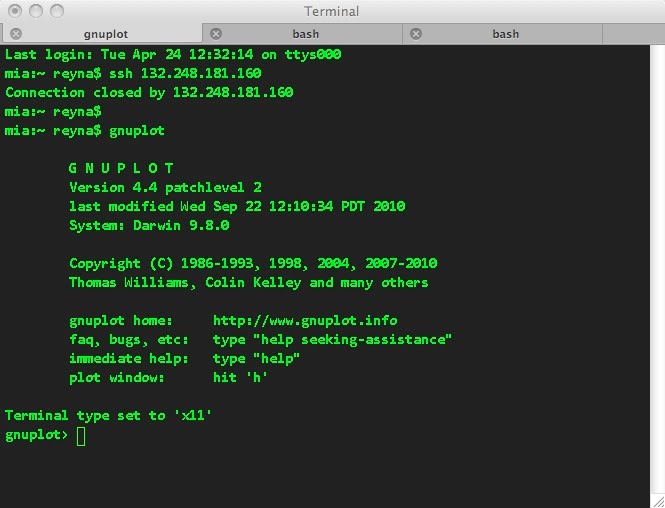 Terminal
gnuplot bash bash
Last login: Tue Apr 24 12:32:14 on ttys000
mia:~ reyna$ ssh 132.248.181.160
Connection closed by 132.248.181.160
mia:~ reyna$
mia:~ reyna$ gnuplot
G N U P L O T
Version 4.4 patchlevel 2
last modified Wed Sep 22 12:10:34 PDT 2010
System: Darwin 9.8.0
Copyright (C) 1986-1993, 1998, 2004, 2007-2010
Thomas Williams, Colin Kelley and many others
gnuplot home: http://www.gnuplot.info
faq, bugs, etc: type "help seeking-assistance"
immediate help: type "help"
plot window: hit 'h'
Terminal type set to 'x11'
gnuplot>